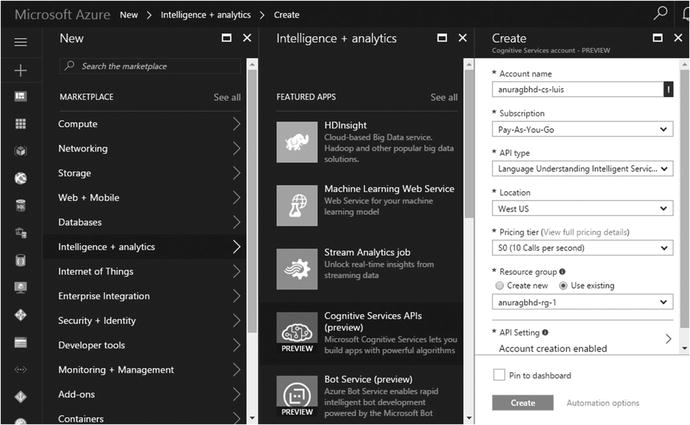 Microsoft Azure New > Intelligence + analytics > Create
New
Search the marketplace
MARKETPLACE See all
Compute
Networking
Storage
Web + Mobile
Databases
Intelligence + analytics
Internet of Things
Enterprise Integration
Security + Identity
Developer tools
Monitoring + Management
Add-ons
Containers
Intelligence + analytics
FEATURED APPS See all
HDInsight
Cloud-based Big Data service.
Hadoop and other popular big data
solutions.
Machine Learning Web Service
Web Service for your machine
learning model
Stream Analytics job
Unlock real-time insights from
streaming data
Cognitive Services APIs
(preview)
Microsoft Cognitive Services lets you
build apps with powerful algorithms
PREVIEW
Bot Service (preview)
Azure Bot Service enables rapid
intelligent bot development
powered by the Microsoft Bot
PREVIEW
Create
Cognitive Services account - PREVIEW
* Account name
anuragbhd-cs-luis
* Subscription
Pay-As-You-Go
* API type
Language Understanding Intelligent Servic...
* Location
West US
* Pricing tier (View full pricing details)
S0 (10 Calls per second)
* Resource group
Create new Use existing
anuragbhd-rg-1
* API Setting
Account creation enabled
Pin to dashboard
Create Automation options